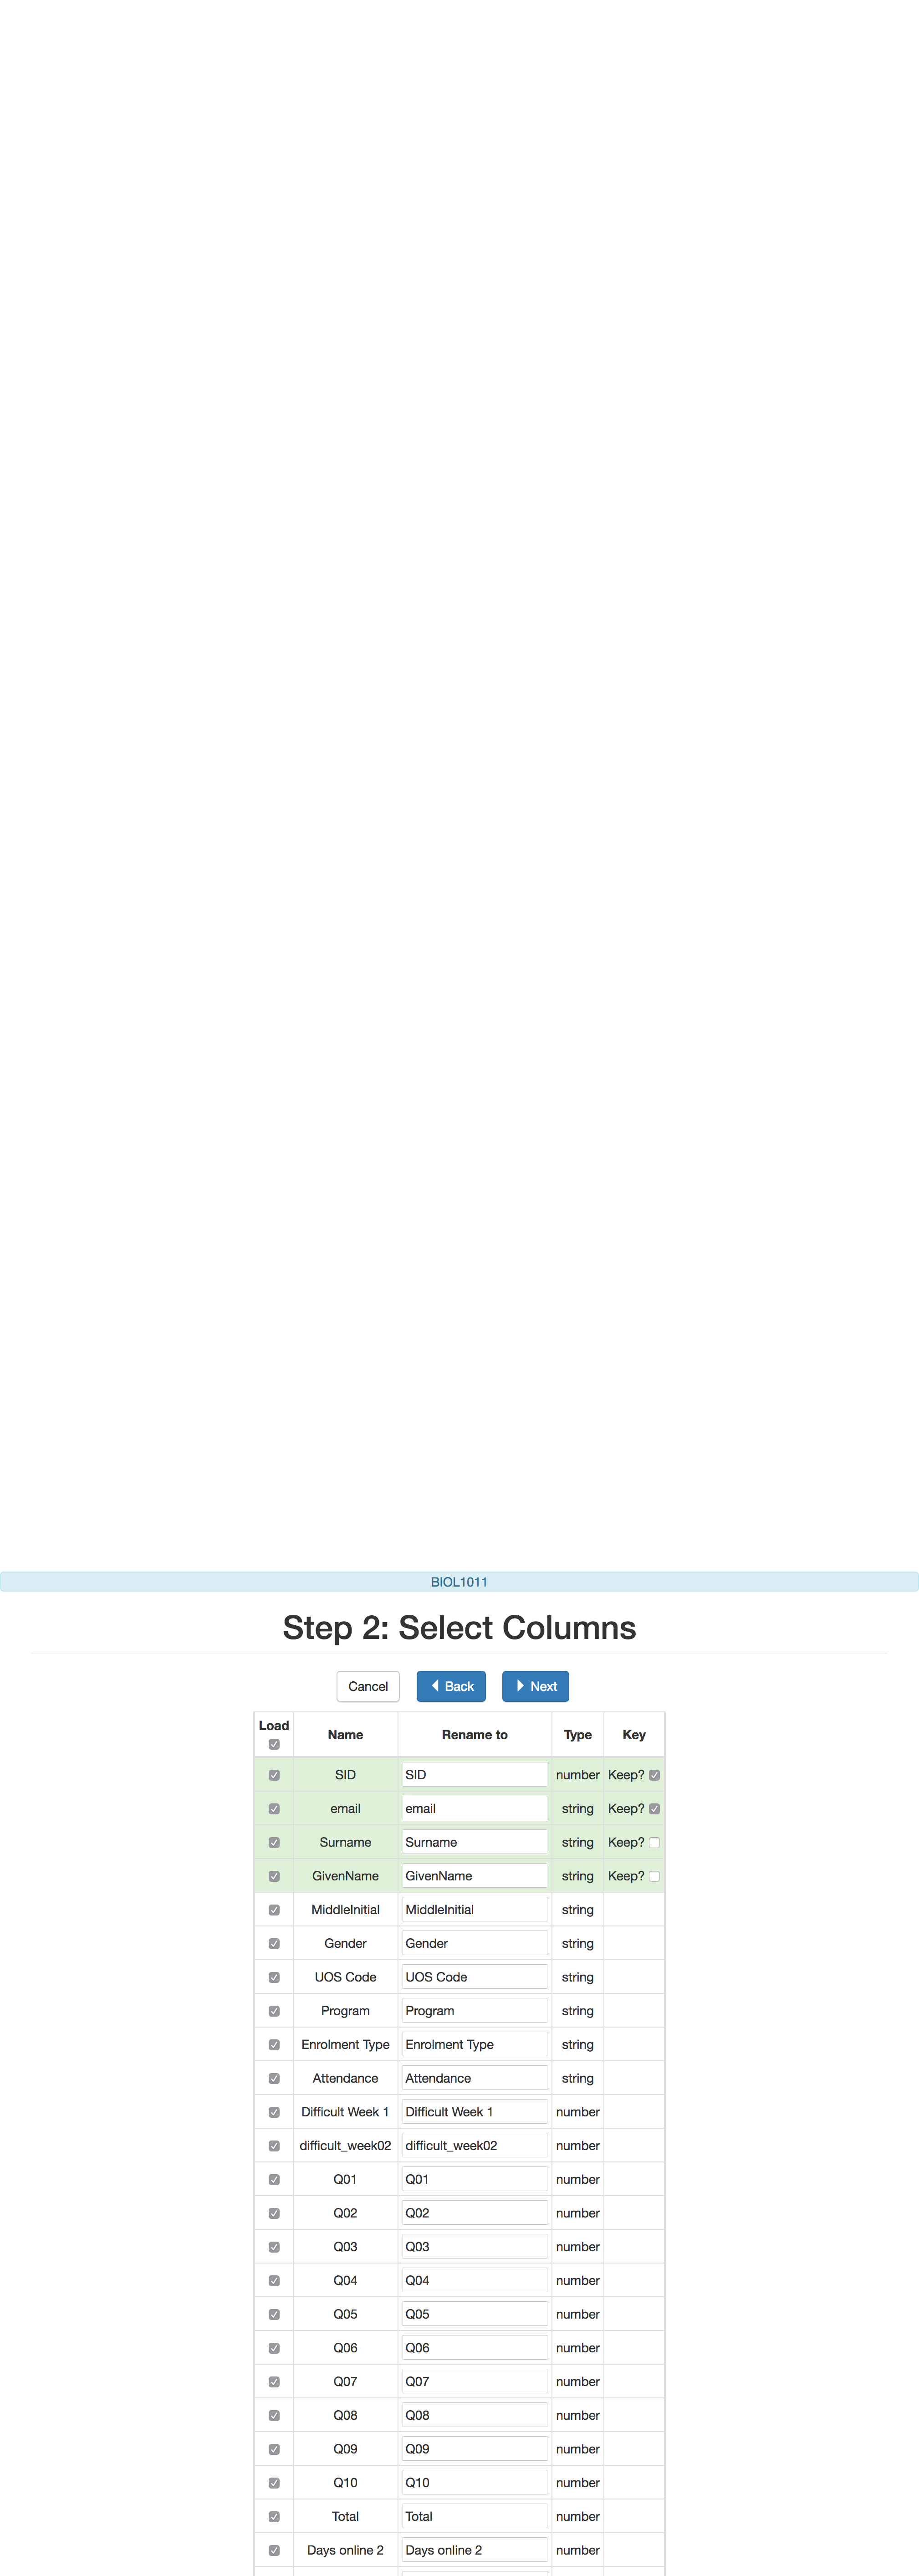 BIOL1011
Step 2: Select Columns
Cancel Back Next
Load Name Rename to Type Key
SID SID number Keep?
email email string Keep?
Surname Surname string Keep?
GivenName GivenName string Keep?
MiddleInitial MiddleInitial string
Gender Gender string
UOS Code UOS Code string
Program Program string
Enrolment Type Enrolment Type string
Attendance Attendance string
Difficult Week 1 Difficult Week 1 number
difficult_week02 difficult_week02 number
Q01 Q01 number
Q02 Q02 number
Q03 Q03 number
Q04 Q04 number
Q05 Q05 number
Q06 Q06 number
Q07 Q07 number
Q08 Q08 number
Q09 Q09 number
Q10 Q10 number
Total Total number
Days online 2 Days online 2 number